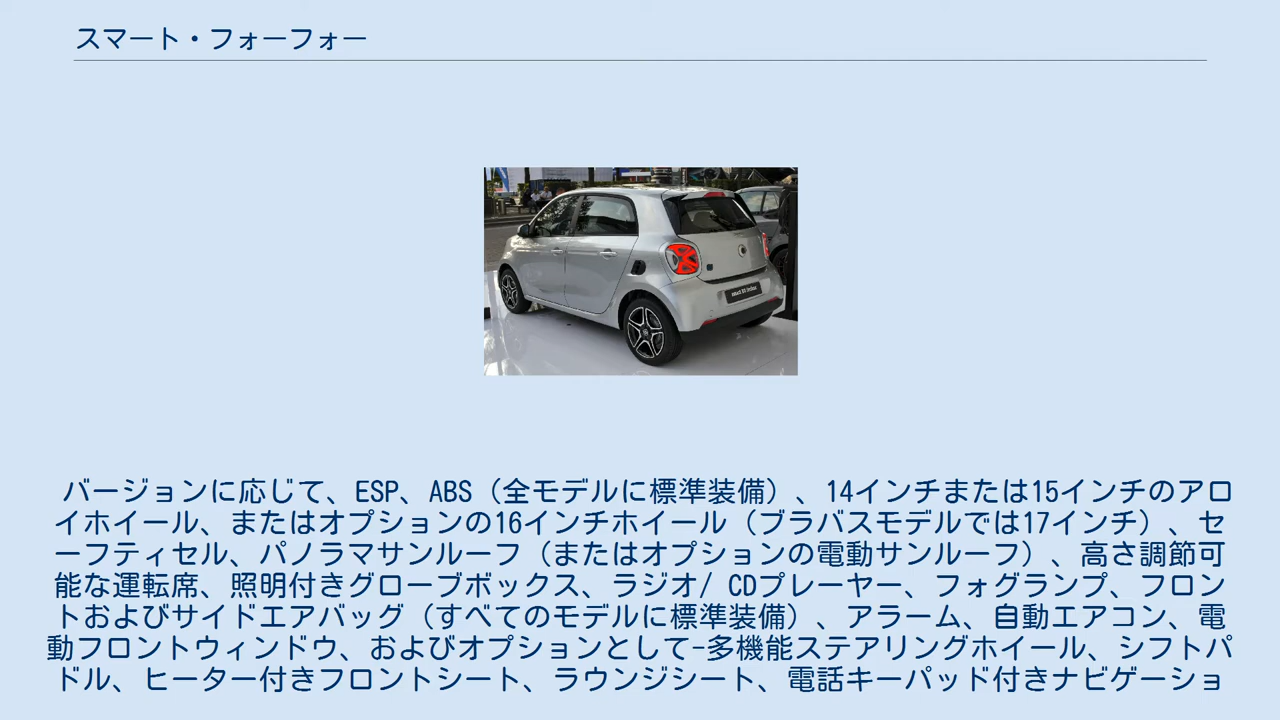 スマート・フォーフォー
バージョンに応じて、ESP、ABS（全モデルに標準装備）、14インチまたは15インチのアロ
イホイール、またはオプションの16インチホイール（ブラバスモデルでは17インチ）、セ
ーフティセル、パノラマサンルーフ（またはオプションの電動サンルーフ）、高さ調節可
能な運転席、照明付きグローブボックス、ラジオ/ CDプレーヤー、フォグランプ、フロン
トおよびサイドエアバッグ（すべてのモデルに標準装備）、アラーム、自動エアコン、電
動フロントウィンドウ、およびオプションとして-多機能ステアリングホイール、シフトパ
ドル、ヒーター付きフロントシート、ラウンジシート、電話キーパッド付きナビゲーショ